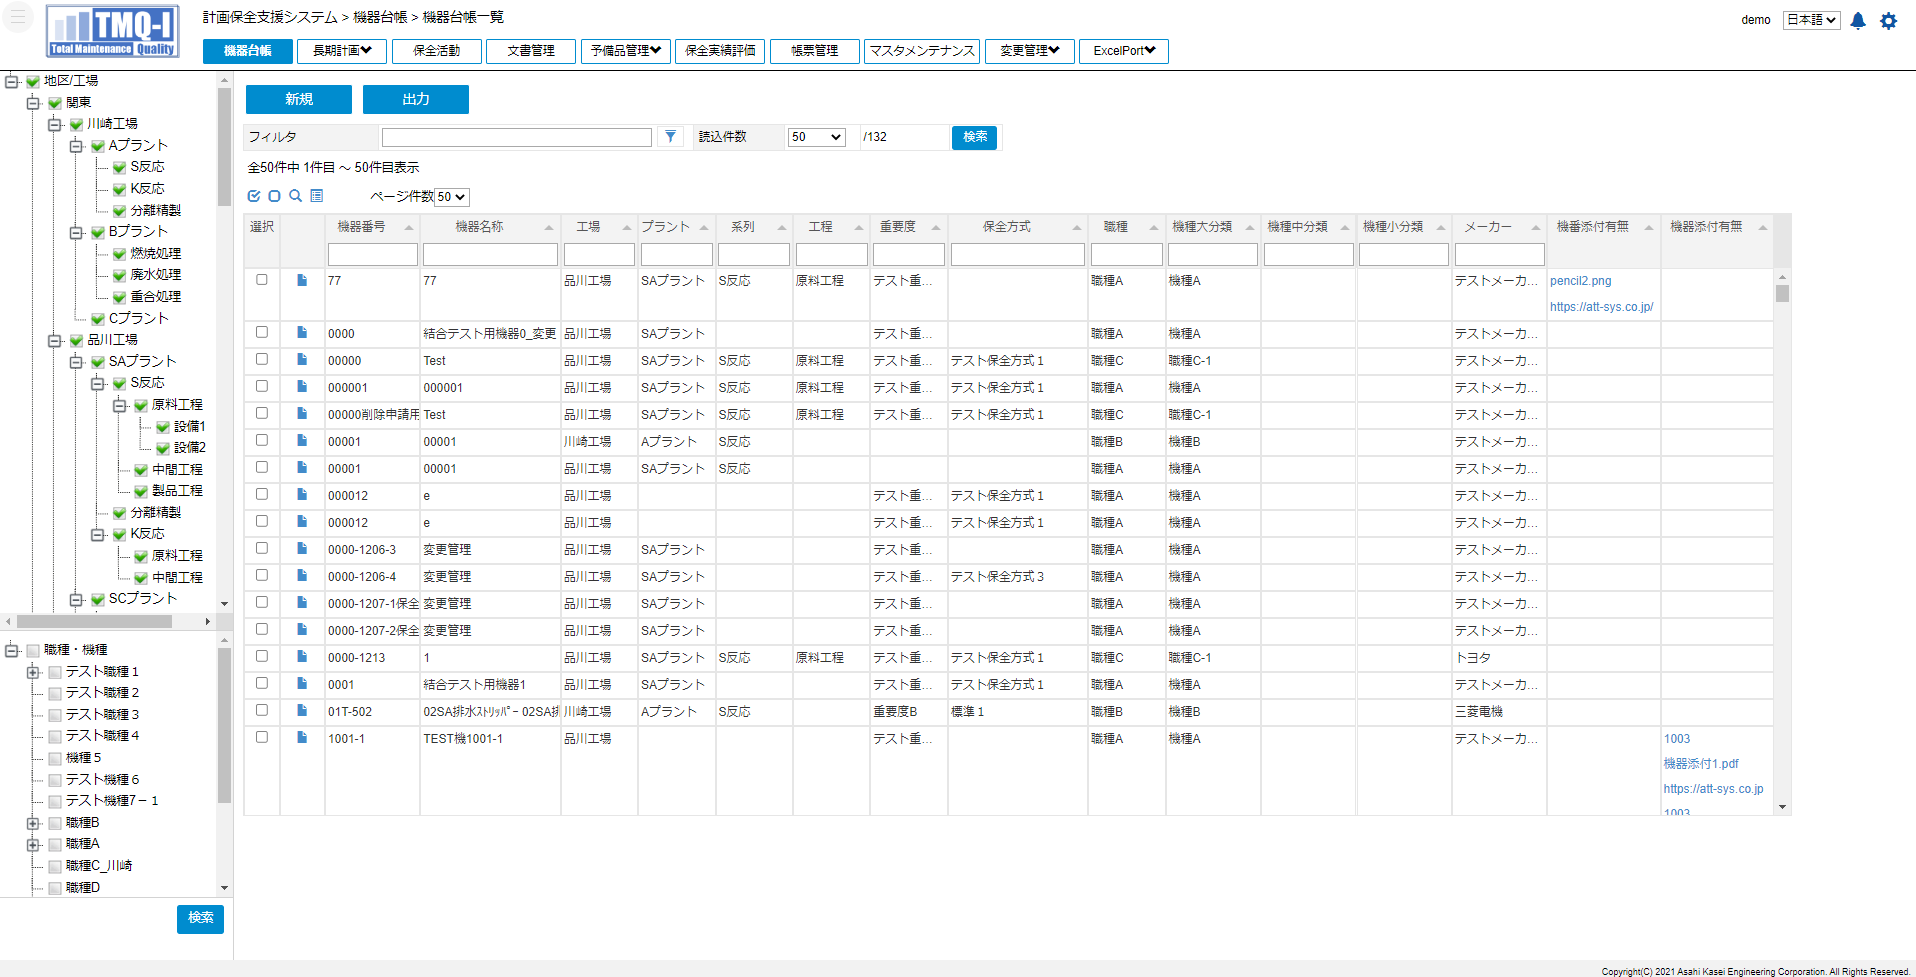 TMQ-I
Total Maintenance Quality
計画保全支援システム > 機器台帳 > 機器台帳一覧
demo 日本語
機器台帳 長期計画 保全活動 文書管理 予備品管理 保全実績評価 帳票管理 マスタメンテナンス 変更管理 ExcelPort
地区/工場
関東
川崎工場
Aプラント
S反応
K反応
分離精製
Bプラント
燃焼処理
廃水処理
重合処理
Cプラント
品川工場
SAプラント
S反応
原料工程
設備1
設備2
中間工程
製品工程
分離精製
K反応
原料工程
中間工程
SCプラント
職種・機種
テスト職種１
テスト職種２
テスト職種３
テスト職種４
機種５
テスト機種６
テスト機種7－１
職種B
職種A
職種C_川崎
職種D
検索
新規 出力
フィルタ 読込件数 50 /132 検索
全50件中 1件目 ～ 50件目表示
ページ件数 50
選択 機器番号 機器名称 工場 プラント 系列 工程 重要度 保全方式 職種 機種大分類 機種中分類 機種小分類 メーカー 機番添付有無 機器添付有無
77 77 品川工場 SAプラント S反応 原料工程 テスト重... 職種A 機種A テストメーカ... pencil2.png
https://att-sys.co.jp/
0000 結合テスト用機器0_変更 品川工場 SAプラント テスト重... 職種A 機種A テストメーカ...
00000 Test 品川工場 SAプラント S反応 原料工程 テスト重... テスト保全方式１ 職種C 職種C-1 テストメーカ...
000001 000001 品川工場 SAプラント S反応 原料工程 テスト重... テスト保全方式１ 職種A 機種A テストメーカ...
00000削除申請用 Test 品川工場 SAプラント S反応 原料工程 テスト重... テスト保全方式１ 職種C 職種C-1 テストメーカ...
00001 00001 川崎工場 Aプラント S反応 職種B 機種B テストメーカ...
00001 00001 品川工場 SAプラント S反応 職種A 機種A テストメーカ...
000012 e 品川工場 テスト重... テスト保全方式１ 職種A 機種A テストメーカ...
000012 e 品川工場 テスト重... テスト保全方式１ 職種A 機種A テストメーカ...
0000-1206-3 変更管理 品川工場 SAプラント テスト重... 職種A 機種A テストメーカ...
0000-1206-4 変更管理 品川工場 SAプラント テスト重... テスト保全方式３ 職種A 機種A テストメーカ...
0000-1207-1保全 変更管理 品川工場 SAプラント テスト重... 職種A 機種A テストメーカ...
0000-1207-2保全 変更管理 品川工場 SAプラント テスト重... 職種A 機種A テストメーカ...
0000-1213 1 品川工場 SAプラント S反応 原料工程 テスト重... テスト保全方式１ 職種C 職種C-1 トヨタ
0001 結合テスト用機器1 品川工場 SAプラント テスト重... テスト保全方式１ 職種A 機種A テストメーカ...
01T-502 02SA排水ｽﾄﾘｯﾊﾟｰ 02SA排 川崎工場 Aプラント S反応 重要度B 標準１ 職種B 機種B 三菱電機
1001-1 TEST機1001-1 品川工場 テスト重... 職種A 機種A テストメーカ... 1003
機器添付1.pdf
https://att-sys.co.jp
1003
Copyright(C) 2021 Asahi Kasei Engineering Corporation. All Rights Reserved.